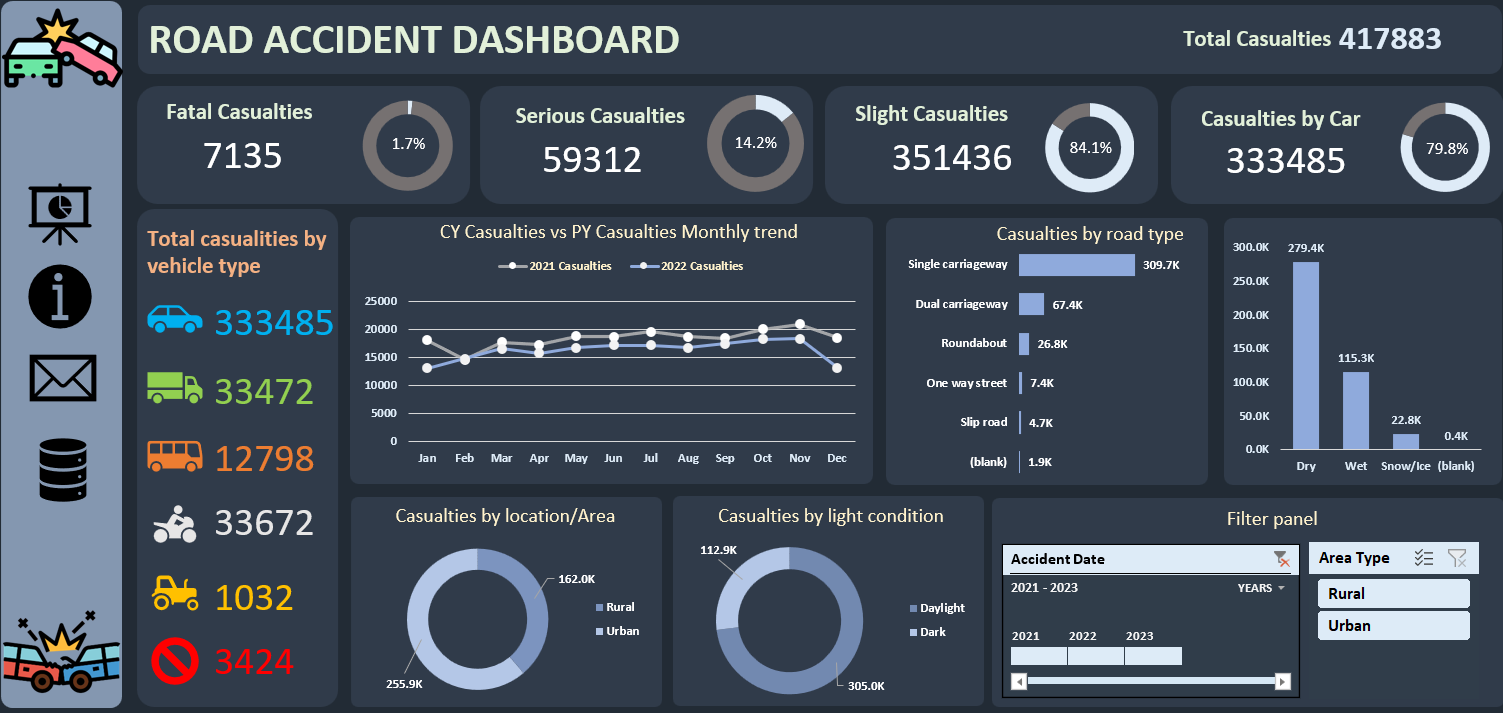 ROAD ACCIDENT DASHBOARD
Total Casualties 417883
Fatal Casualties
7135
1.7%
Serious Casualties
59312
14.2%
Slight Casualties
351436
84.1%
Casualties by Car
333485
79.8%
Total casualities by
vehicle type
333485
33472
12798
33672
1032
3424
CY Casualties vs PY Casualties Monthly trend
2021 Casualties
2022 Casualties
25000
20000
15000
10000
5000
0
Jan Feb Mar Apr May Jun Jul Aug Sep Oct Nov Dec
Casualties by road type
Single carriageway 309.7K
Dual carriageway 67.4K
Roundabout 26.8K
One way street 7.4K
Slip road 4.7K
(blank) 1.9K
300.0K
250.0K
200.0K
150.0K
100.0K
50.0K
0.0K
279.4K
115.3K
22.8K
0.4K
Dry Wet Snow/Ice (blank)
Casualties by location/Area
162.0K
255.9K
Rural
Urban
Casualties by light condition
112.9K
305.0K
Daylight
Dark
Filter panel
Accident Date
2021 - 2023
YEARS
2021 2022 2023
Area Type
Rural
Urban